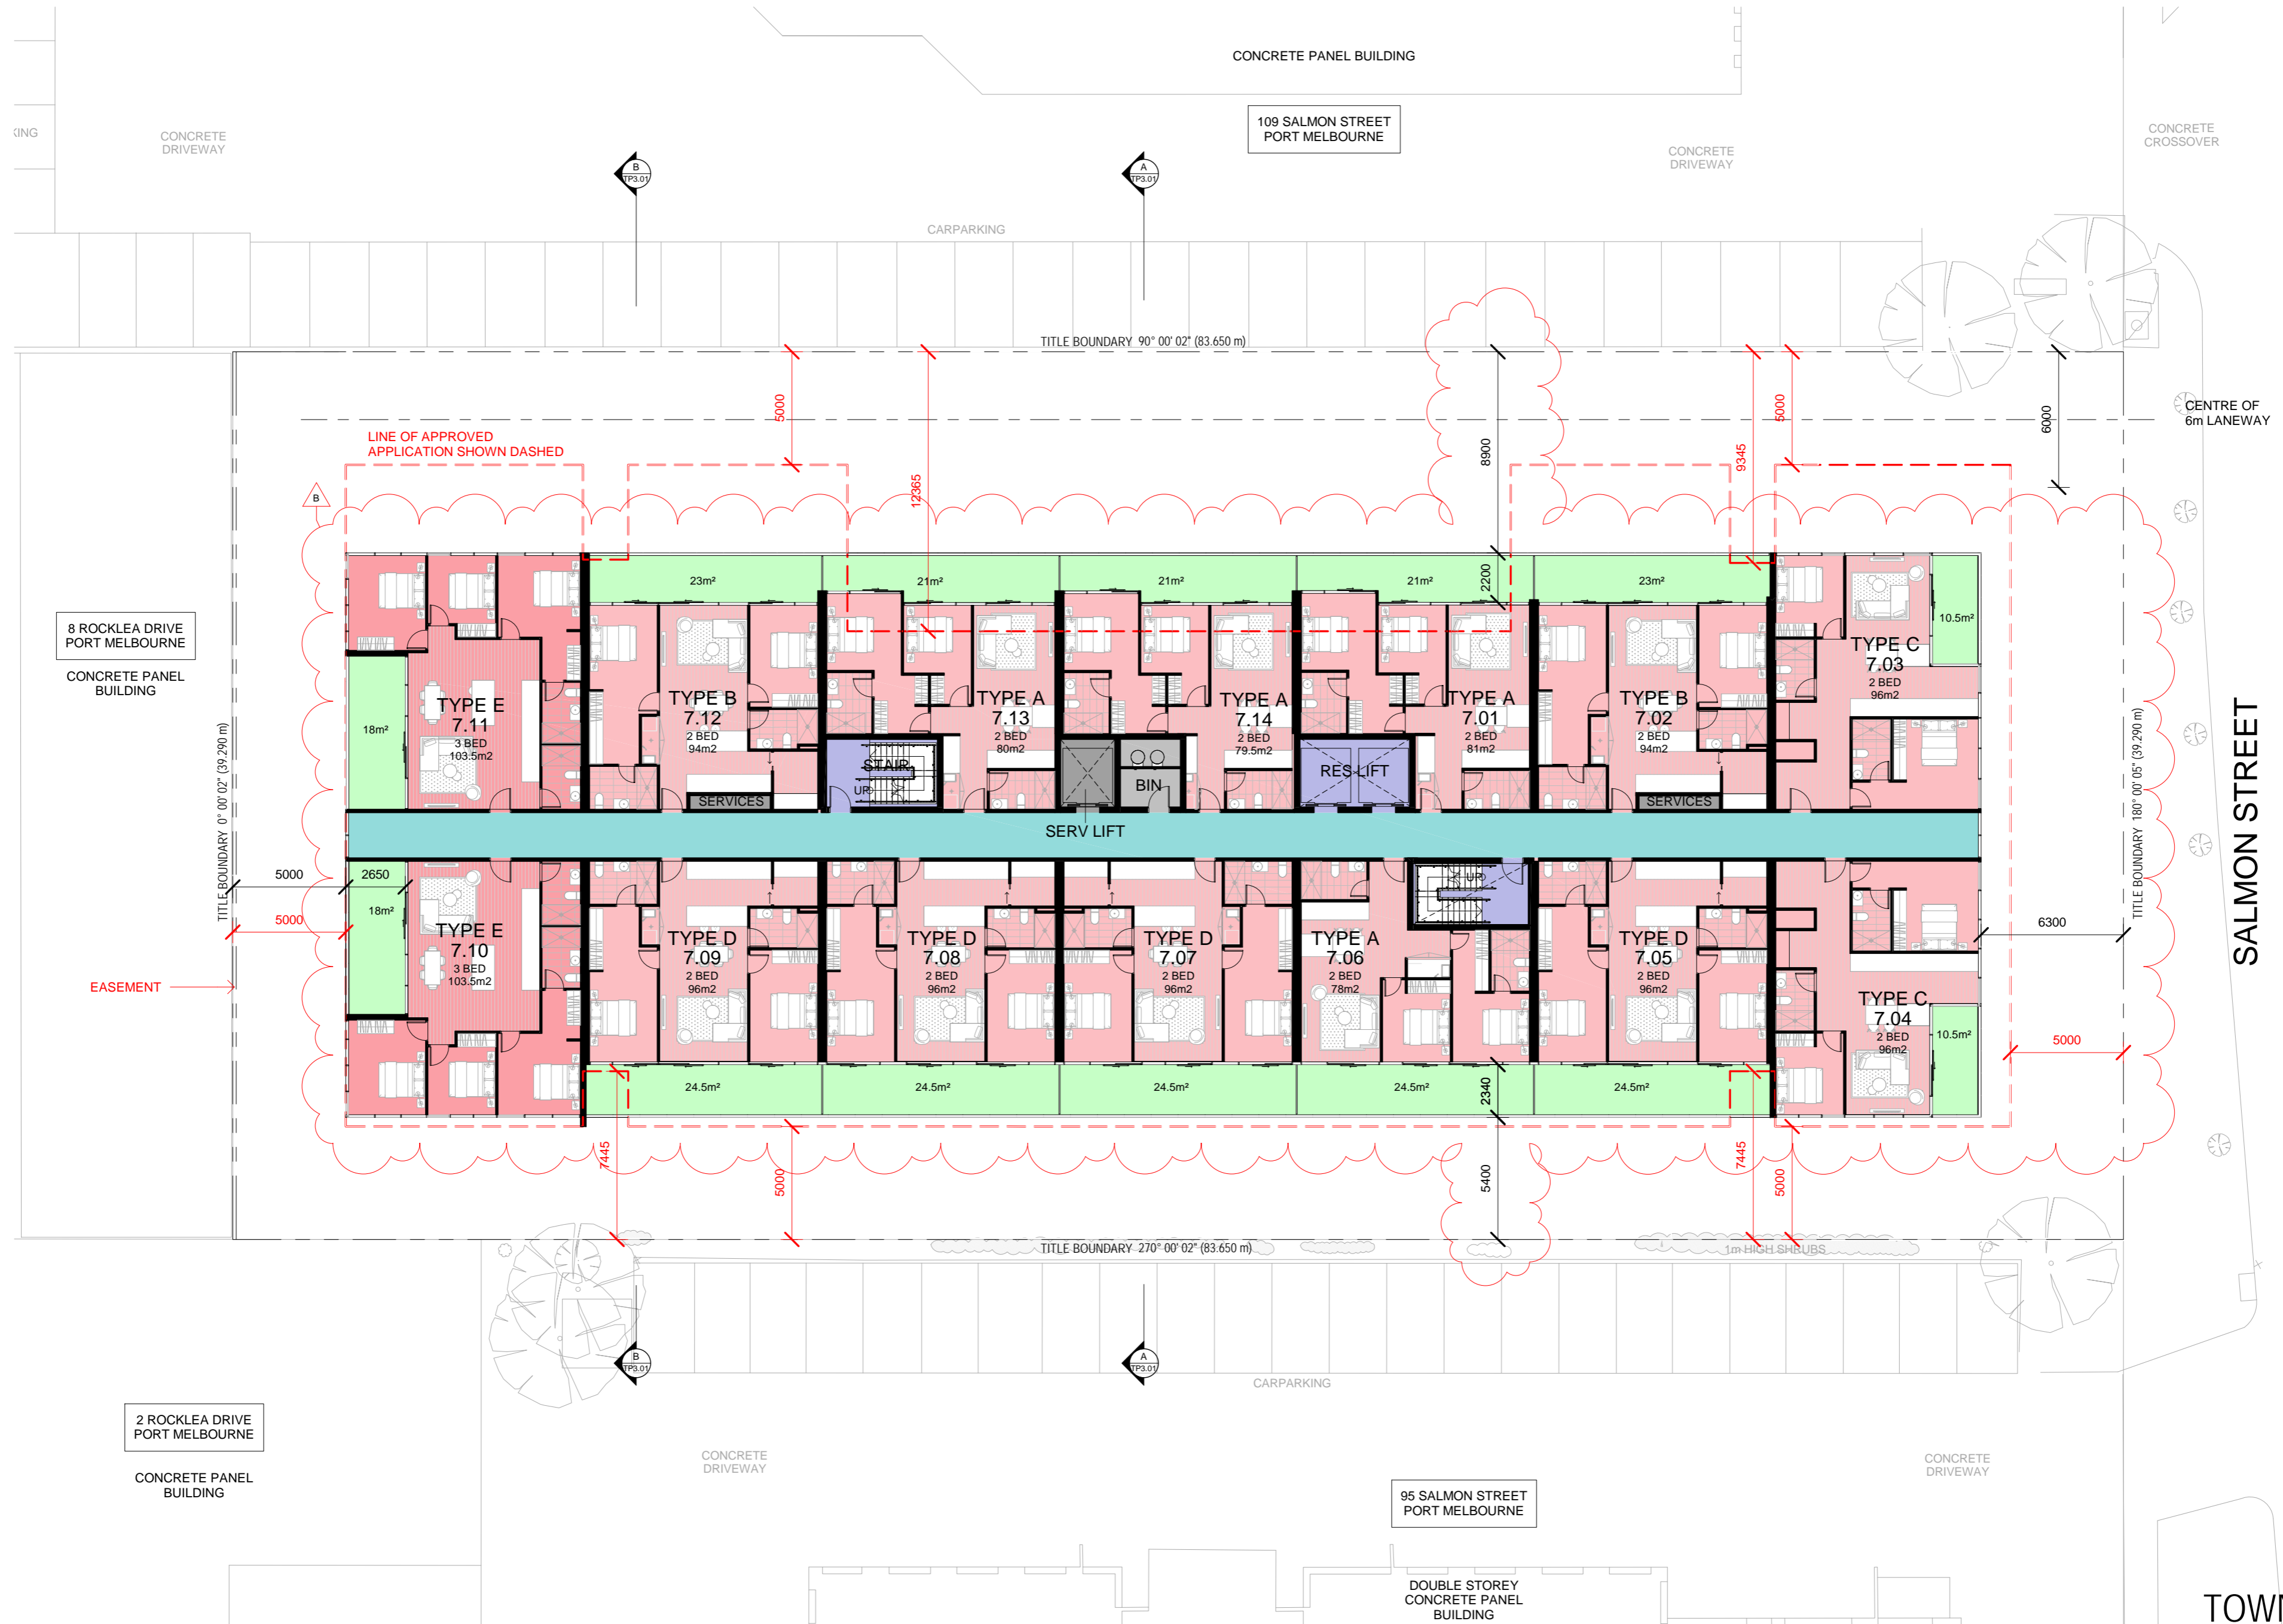 CONCRETE PANEL BUILDING
109 SALMON STREET
PORT MELBOURNE
KING
CONCRETE
DRIVEWAY
CONCRETE
DRIVEWAY
CONCRETE
CROSSOVER
B
TP3.01
A
TP3.01
CARPARKING
TITLE BOUNDARY 90° 00' 02" (83.650 m)
5000
12365
8900
9345
5000
6000
CENTRE OF
6m LANEWAY
LINE OF APPROVED
APPLICATION SHOWN DASHED
B
23m²
21m²
21m²
21m²
2200
23m²
10.5m²
8 ROCKLEA DRIVE
PORT MELBOURNE
CONCRETE PANEL
BUILDING
TITLE BOUNDARY 0° 00' 02" (39.290 m)
18m²
TYPE E
7.11
3 BED
103.5m2
TYPE B
7.12
2 BED
94m2
TYPE A
7.13
2 BED
80m2
TYPE A
7.14
2 BED
79.5m2
TYPE A
7.01
2 BED
81m2
TYPE B
7.02
2 BED
94m2
TYPE C
7.03
2 BED
96m2
SERVICES
STAIR
UP
BIN
RES LIFT
SERVICES
SERV LIFT
TITLE BOUNDARY 180° 00' 05" (39.290 m)
SALMON STREET
5000
2650
5000
18m²
EASEMENT
TYPE E
7.10
3 BED
103.5m2
TYPE D
7.09
2 BED
96m2
TYPE D
7.08
2 BED
96m2
TYPE D
7.07
2 BED
96m2
TYPE A
7.06
2 BED
78m2
UP
TYPE D
7.05
2 BED
96m2
TYPE C
7.04
2 BED
96m2
10.5m²
6300
5000
24.5m²
24.5m²
24.5m²
24.5m²
2340
24.5m²
7445
5000
5400
7445
5000
TITLE BOUNDARY 270° 00' 02" (83.650 m)
1m HIGH SHRUBS
B
TP3.01
A
TP3.01
CARPARKING
2 ROCKLEA DRIVE
PORT MELBOURNE
CONCRETE PANEL
BUILDING
CONCRETE
DRIVEWAY
95 SALMON STREET
PORT MELBOURNE
CONCRETE
DRIVEWAY
DOUBLE STOREY
CONCRETE PANEL
BUILDING
TOWN